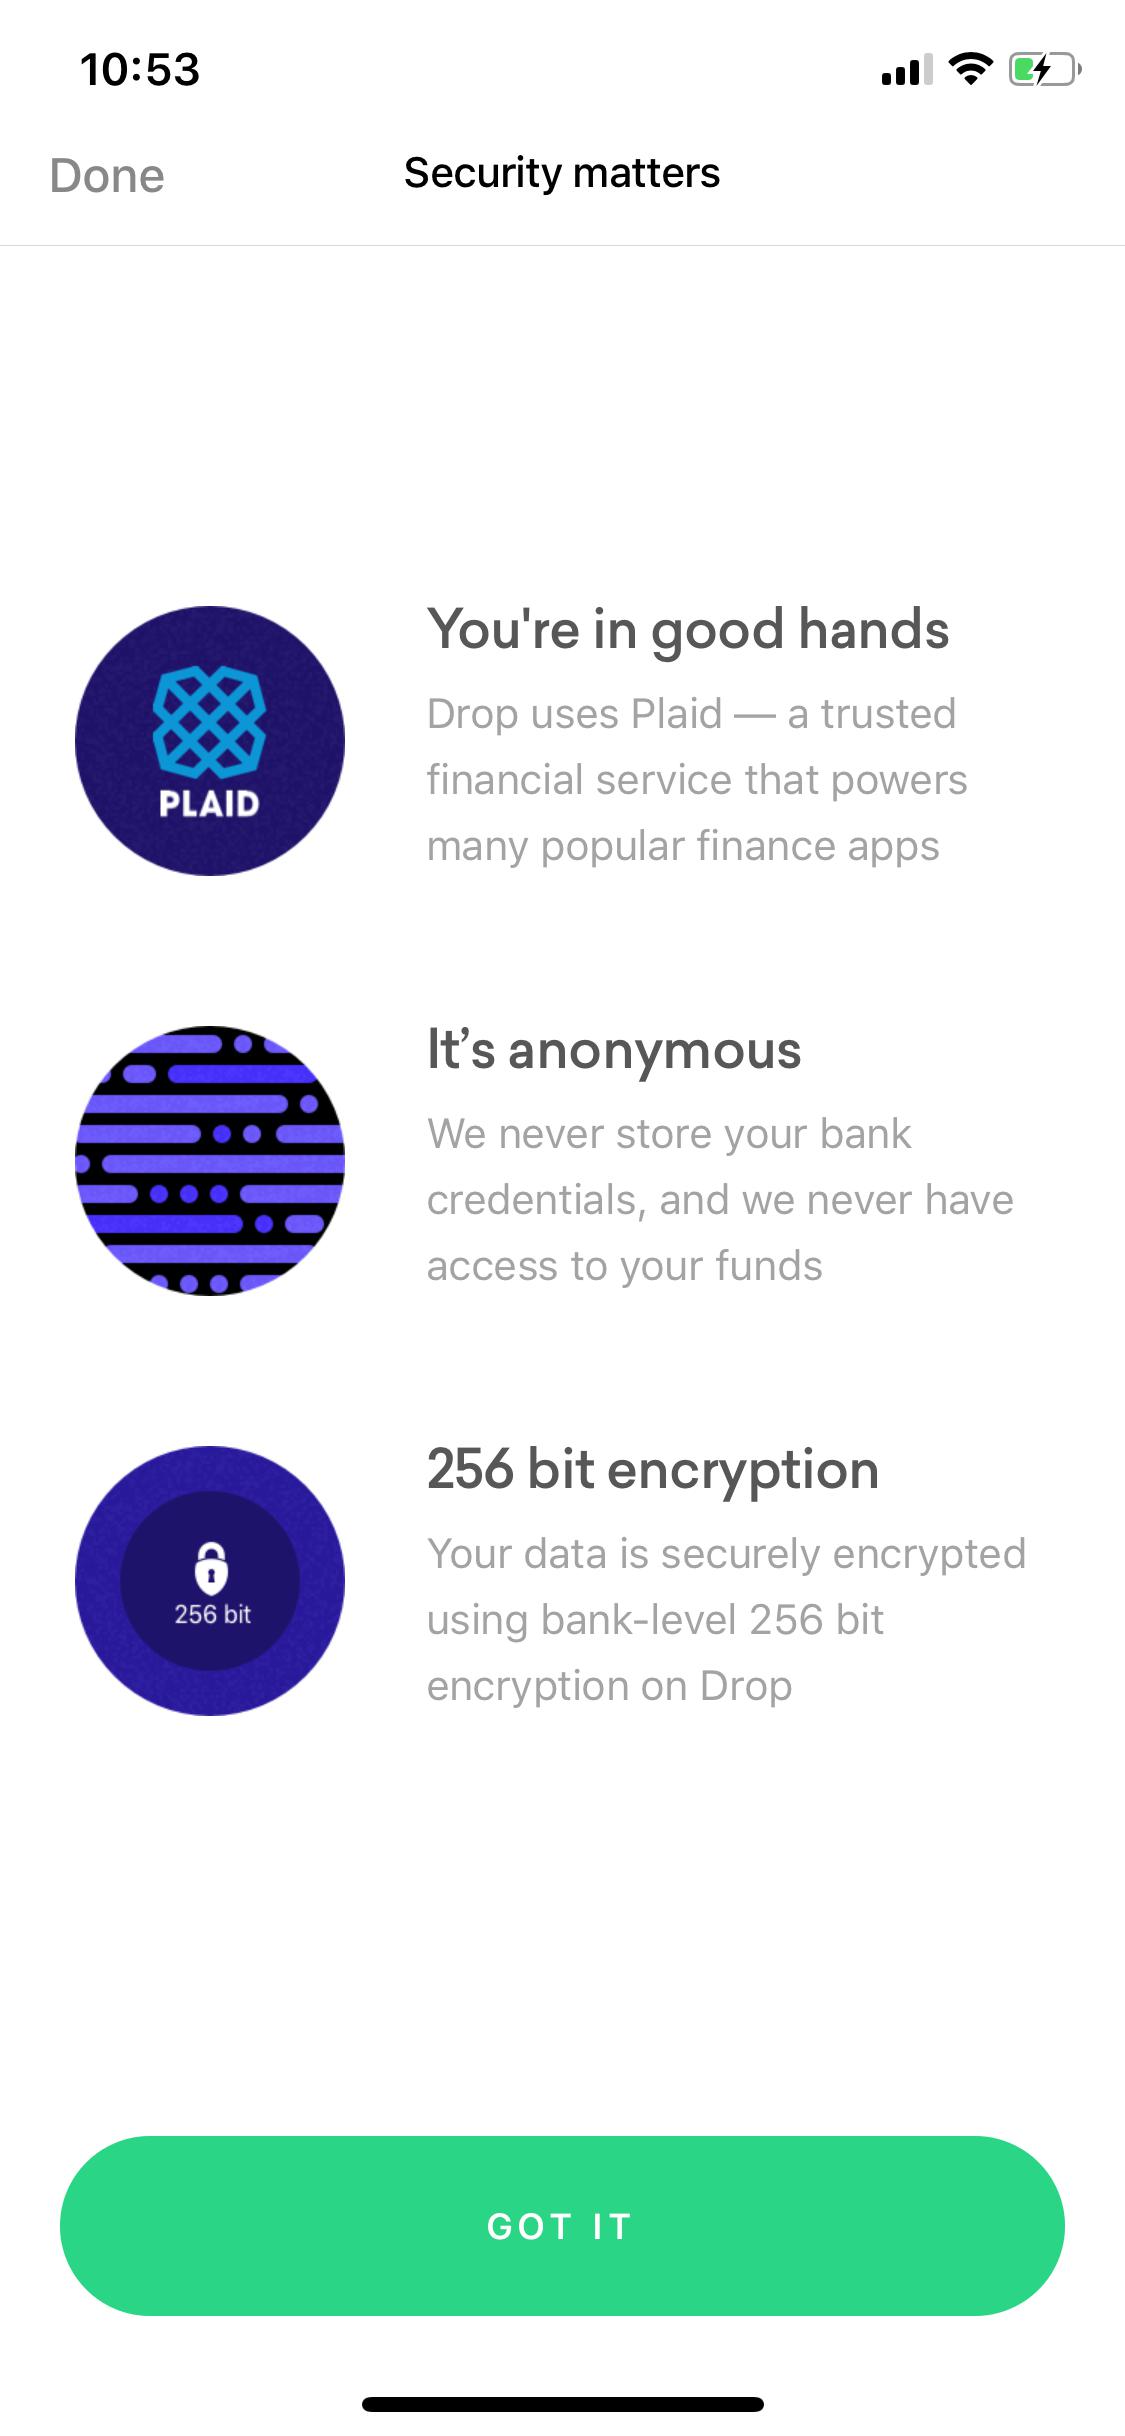 10:53
Done
Security matters
You're in good hands
Drop uses Plaid — a trusted
financial service that powers
many popular finance apps
PLAID
It’s anonymous
We never store your bank
credentials, and we never have
access to your funds
256 bit encryption
Your data is securely encrypted
using bank-level 256 bit
encryption on Drop
256 bit
GOT IT